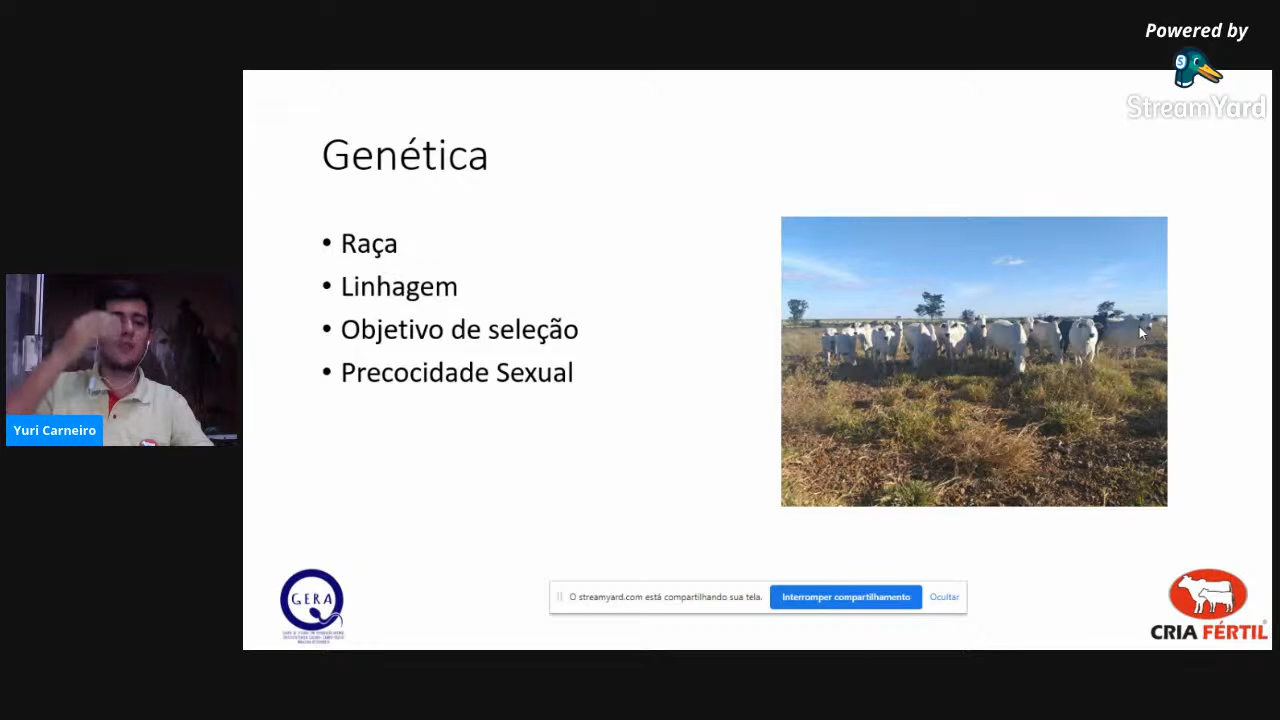 Powered by
StreamYard
Genética
• Raça
• Linhagem
• Objetivo de seleção
• Precocidade Sexual
Yuri Carneiro
GERA
O streamyard.com está compartilhando sua tela.
Interromper compartilhamento
Ocultar
CRIA FÉRTIL